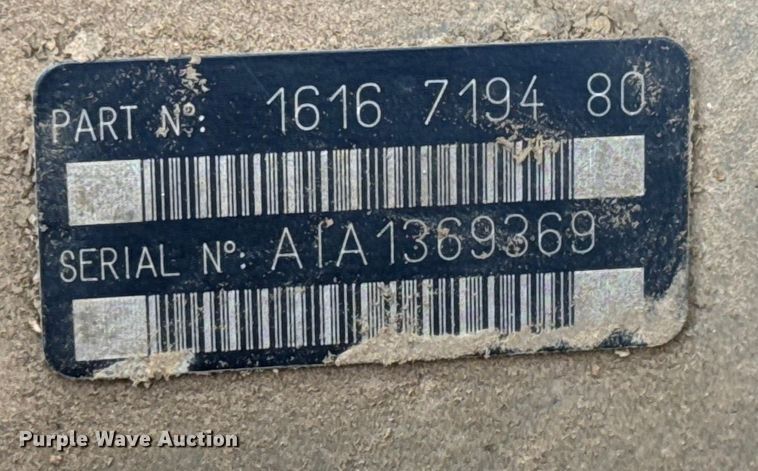 PART Nº: 1616 7194 80
SERIAL Nº: AIA1369369
Purple Wave Auction